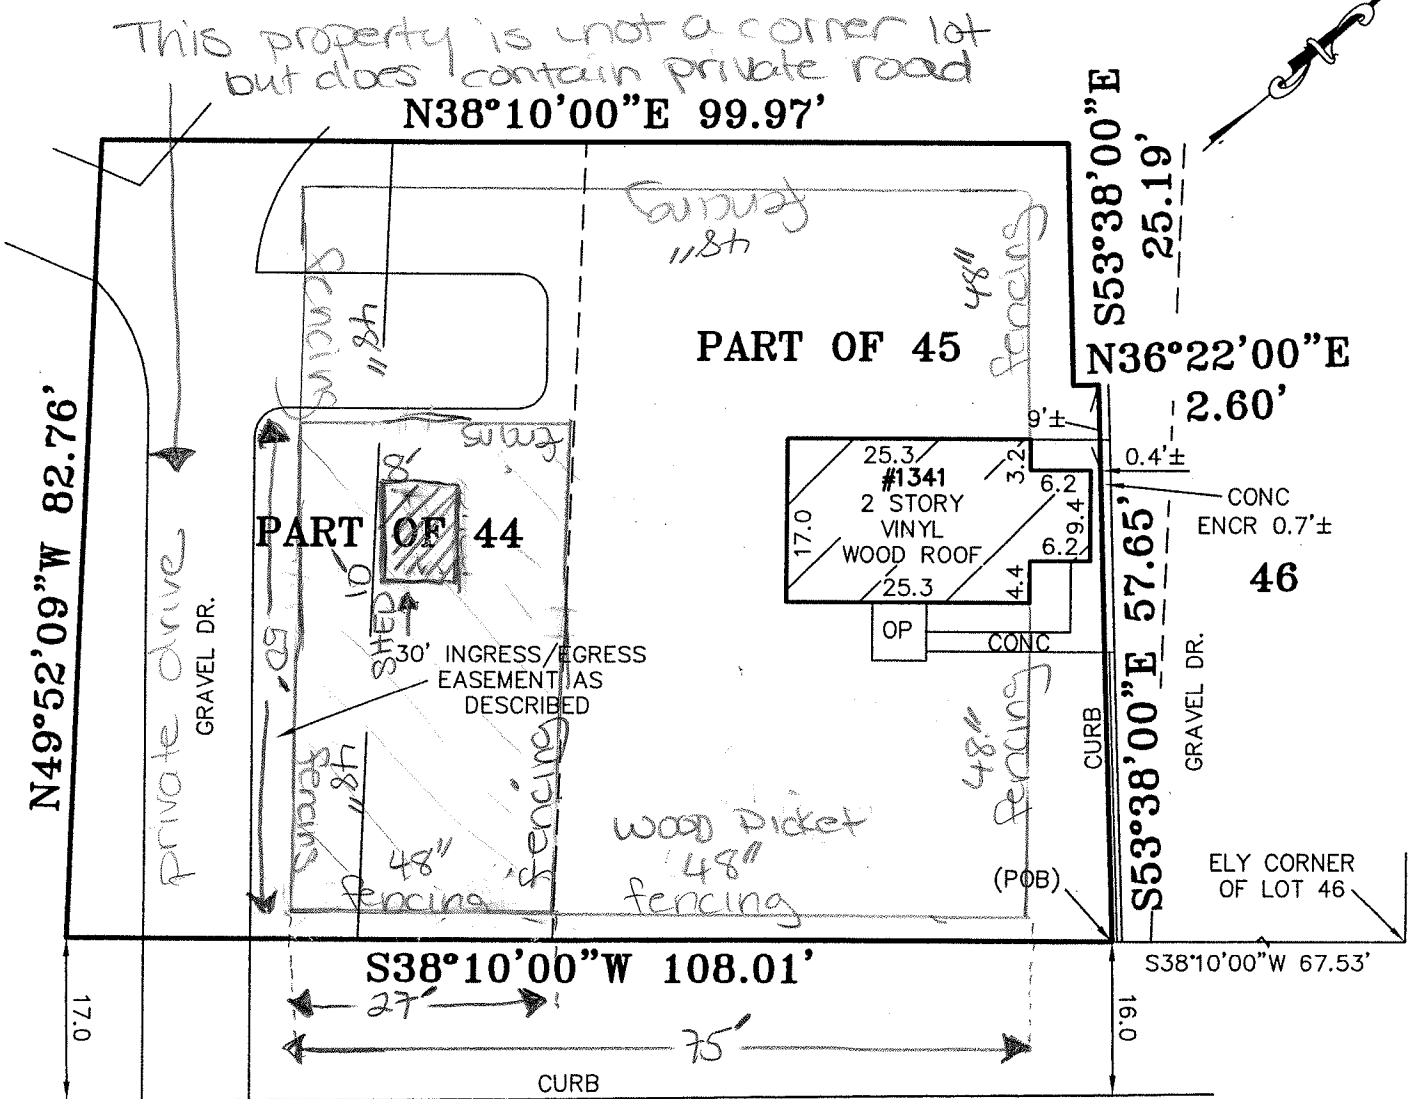 This property is not a corner lot
but does contain private road
N38°10'00"E 99.97'
S53°38'00"E
25.19'
fencing
48"
fencing
48"
48"
fencing
PART OF 45
N36°22'00"E
2.60'
9'±
0.4'±
CONC
ENCR 0.7'±
46
N49°52'09"W 82.76'
private drive
GRAVEL DR.
fencing
8'
PART OF 44
10'
SHED
50'
30' INGRESS/EGRESS
EASEMENT AS
DESCRIBED
25.3
#1341
2 STORY
VINYL
WOOD ROOF
25.3
17.0
3.2
6.2
9.4
6.2
4.4
OP
CONC
CURB
S53°38'00"E 57.65'
GRAVEL DR.
fencing
48"
fencing
48"
fencing
48"
fencing
Wood Picket
48"
fencing
(POB)
ELY CORNER
OF LOT 46
S38°10'00"W 108.01'
S38°10'00"W 67.53'
27'
75'
17.0
16.0
CURB